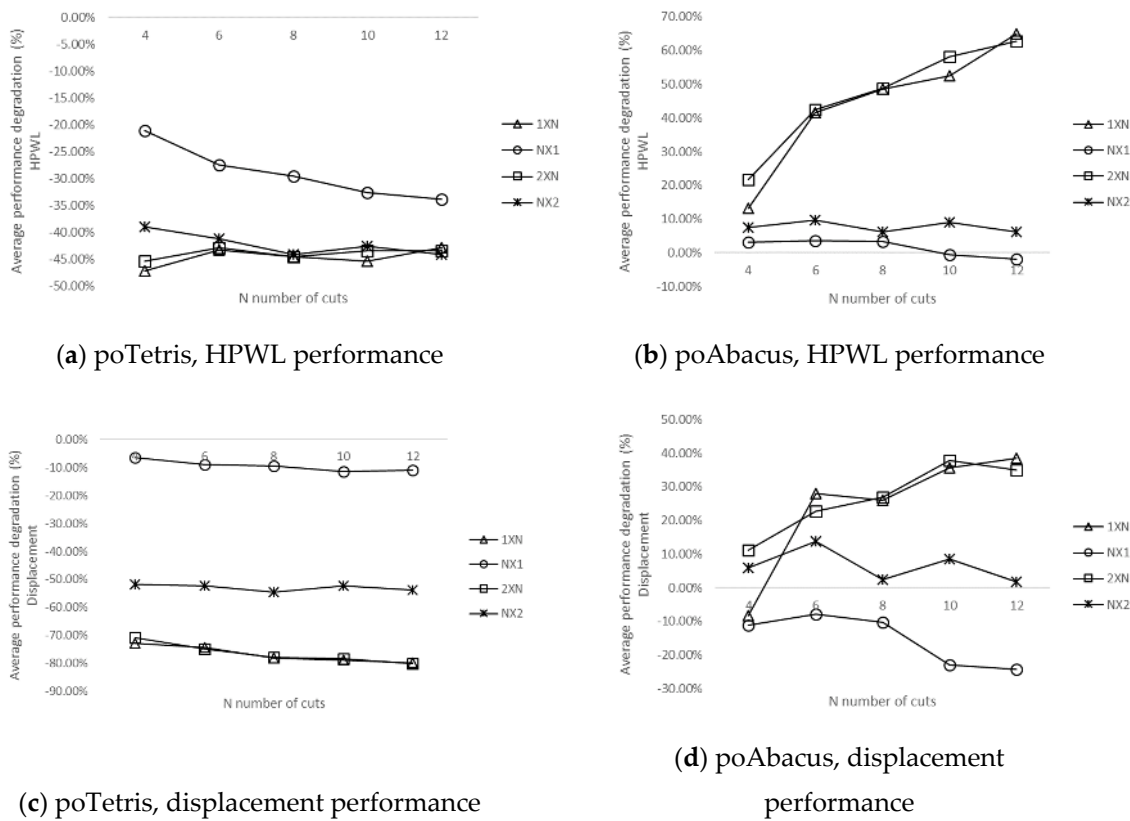 0.00%
-5.00%
-10.00%
-15.00%
-20.00%
-25.00%
-30.00%
-35.00%
-40.00%
-45.00%
-50.00%
4 6 8 10 12
Average performance degradation (%)
HPWL
N number of cuts
1XN
NX1
2XN
NX2
(a) poTetris, HPWL performance
70.00%
60.00%
50.00%
40.00%
30.00%
20.00%
10.00%
0.00%
-10.00%
4 6 8 10 12
Average performance degradation (%)
HPWL
N number of cuts
1XN
NX1
2XN
NX2
(b) poAbacus, HPWL performance
0.00%
-10.00%
-20.00%
-30.00%
-40.00%
-50.00%
-60.00%
-70.00%
-80.00%
-90.00%
6 8 10 12
Average performance degradation (%)
Displacement
N number of cuts
1XN
NX1
2XN
NX2
(c) poTetris, displacement performance
50.00%
40.00%
30.00%
20.00%
10.00%
0.00%
-10.00%
-20.00%
-30.00%
4 6 8 10 12
Average performance degradation (%)
Displacement
N number of cuts
1XN
NX1
2XN
NX2
(d) poAbacus, displacement
performance